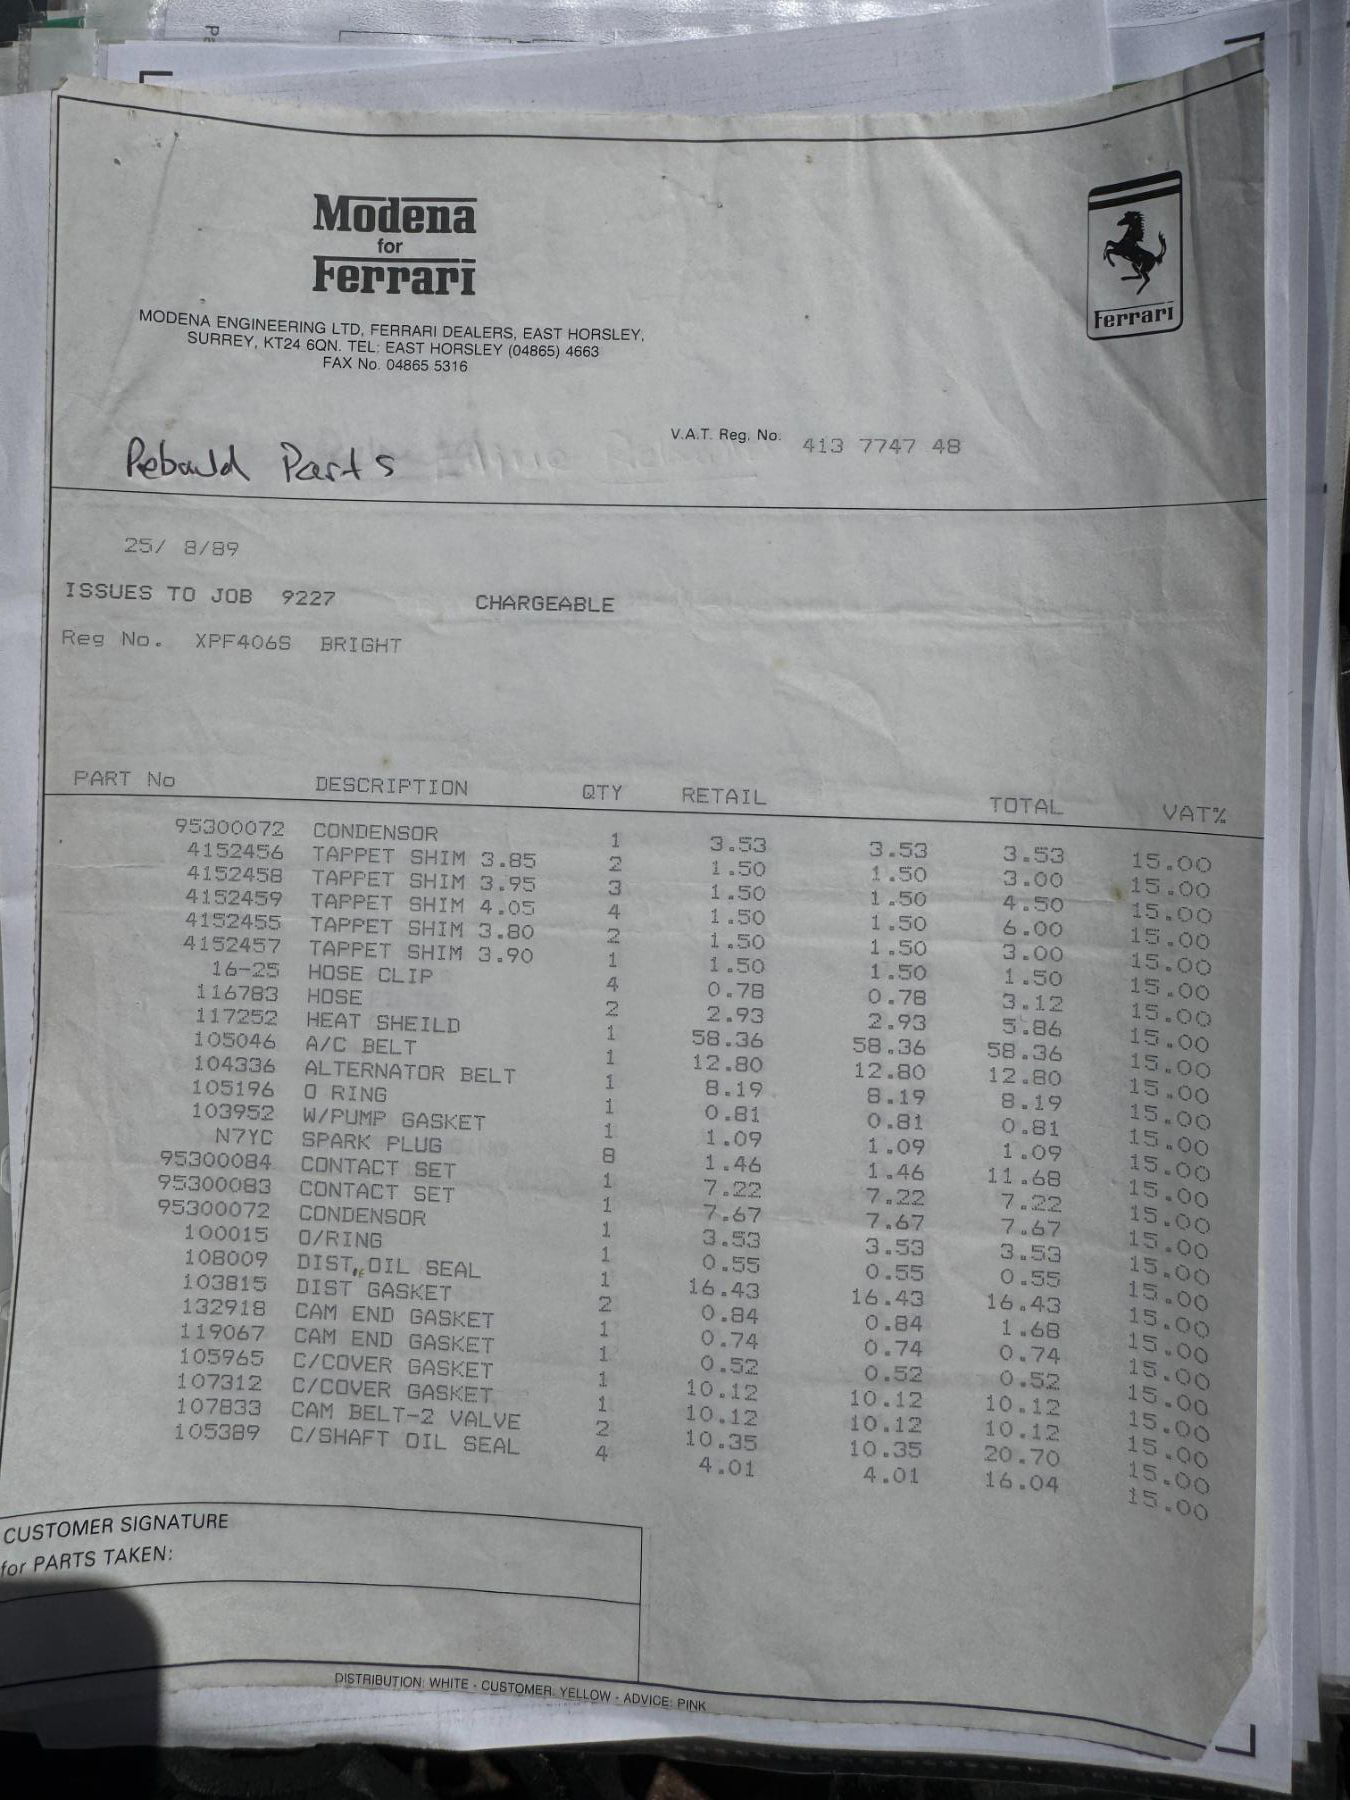 Modena
for
Ferrari
Ferrari
MODENA ENGINEERING LTD, FERRARI DEALERS, EAST HORSLEY,
SURREY, KT24 6QN. TEL: EAST HORSLEY (04865) 4663
FAX No. 04865 5316
V.A.T. Reg. No. 413 7747 48
Rebuild Parts
25/ 8/89
ISSUES TO JOB 9227 CHARGEABLE
Reg No. XPF406S BRIGHT
PART No DESCRIPTION QTY RETAIL TOTAL VAT%
95300072 CONDENSOR 1 3.53 3.53 3.53 15.00
4152456 TAPPET SHIM 3.85 2 1.50 1.50 3.00 15.00
4152458 TAPPET SHIM 3.95 3 1.50 1.50 4.50 15.00
4152459 TAPPET SHIM 4.05 4 1.50 1.50 6.00 15.00
4152455 TAPPET SHIM 3.80 2 1.50 1.50 3.00 15.00
4152457 TAPPET SHIM 3.90 1 1.50 1.50 1.50 15.00
16-25 HOSE CLIP 4 0.78 0.78 3.12 15.00
116783 HOSE 2 2.93 2.93 5.86 15.00
117252 HEAT SHEILD 1 58.36 58.36 58.36 15.00
105046 A/C BELT 1 12.80 12.80 12.80 15.00
104336 ALTERNATOR BELT 1 8.19 8.19 8.19 15.00
105196 O RING 1 0.81 0.81 0.81 15.00
103952 W/PUMP GASKET 1 1.09 1.09 1.09 15.00
N7YC SPARK PLUG 8 1.46 1.46 11.68 15.00
95300084 CONTACT SET 1 7.22 7.22 7.22 15.00
95300083 CONTACT SET 1 7.67 7.67 7.67 15.00
95300072 CONDENSOR 1 3.53 3.53 3.53 15.00
100015 O/RING 1 0.55 0.55 0.55 15.00
108009 DIST OIL SEAL 1 16.43 16.43 16.43 15.00
103815 DIST GASKET 2 0.84 0.84 1.68 15.00
132918 CAM END GASKET 1 0.74 0.74 0.74 15.00
119067 CAM END GASKET 1 0.52 0.52 0.52 15.00
105965 C/COVER GASKET 1 10.12 10.12 10.12 15.00
107312 C/COVER GASKET 1 10.12 10.12 10.12 15.00
107833 CAM BELT-2 VALVE 2 10.35 10.35 20.70 15.00
105389 C/SHAFT OIL SEAL 4 4.01 4.01 16.04 15.00
CUSTOMER SIGNATURE
for PARTS TAKEN:
DISTRIBUTION: WHITE - CUSTOMER: YELLOW - ADVICE: PINK